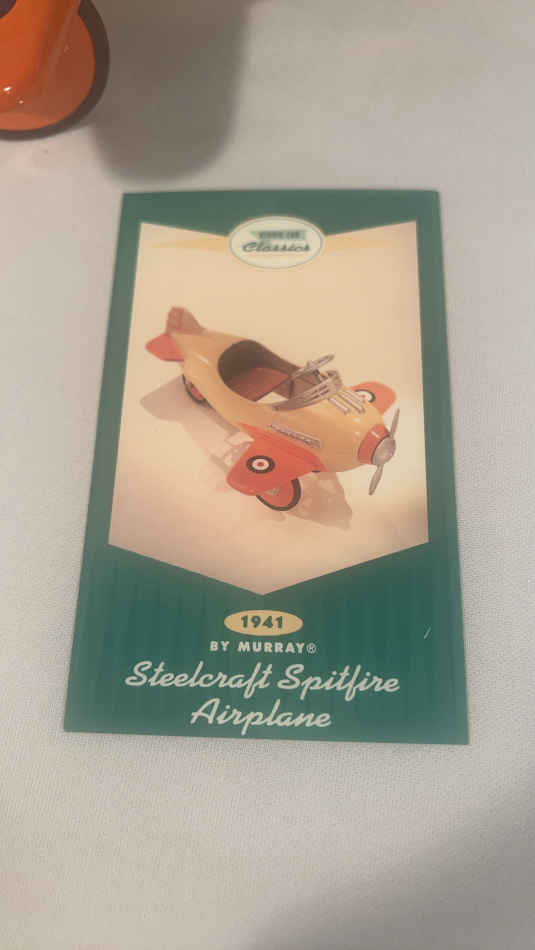 Classics
1941
BY MURRAY®
Steelcraft Spitfire
Airplane